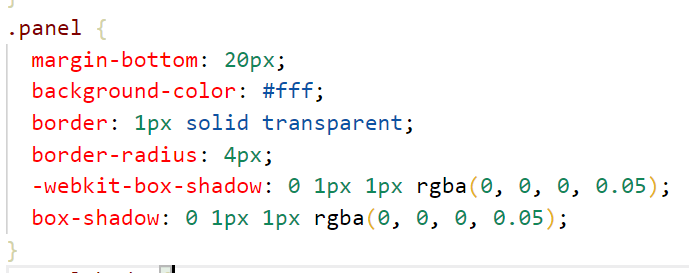 }
.panel {
margin-bottom: 20px;
background-color: #fff;
border: 1px solid transparent;
border-radius: 4px;
-webkit-box-shadow: 0 1px 1px rgba(0, 0, 0, 0.05);
box-shadow: 0 1px 1px rgba(0, 0, 0, 0.05);
}